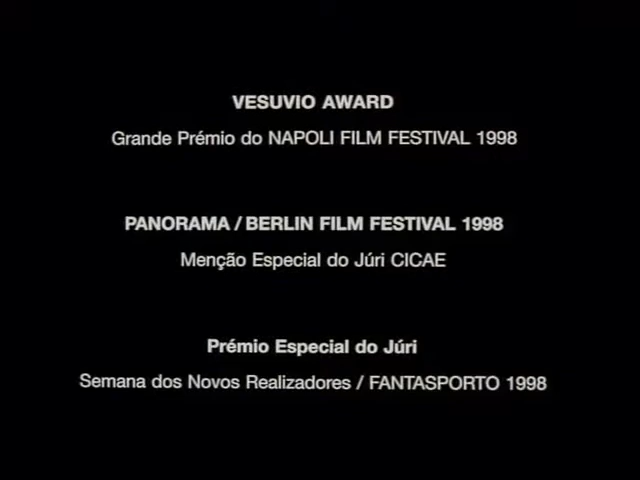 VESUVIO AWARD
Grande Prémio do NAPOLI FILM FESTIVAL 1998
PANORAMA / BERLIN FILM FESTIVAL 1998
Menção Especial do Júri CICAE
Prémio Especial do Júri
Semana dos Novos Realizadores / FANTASPORTO 1998